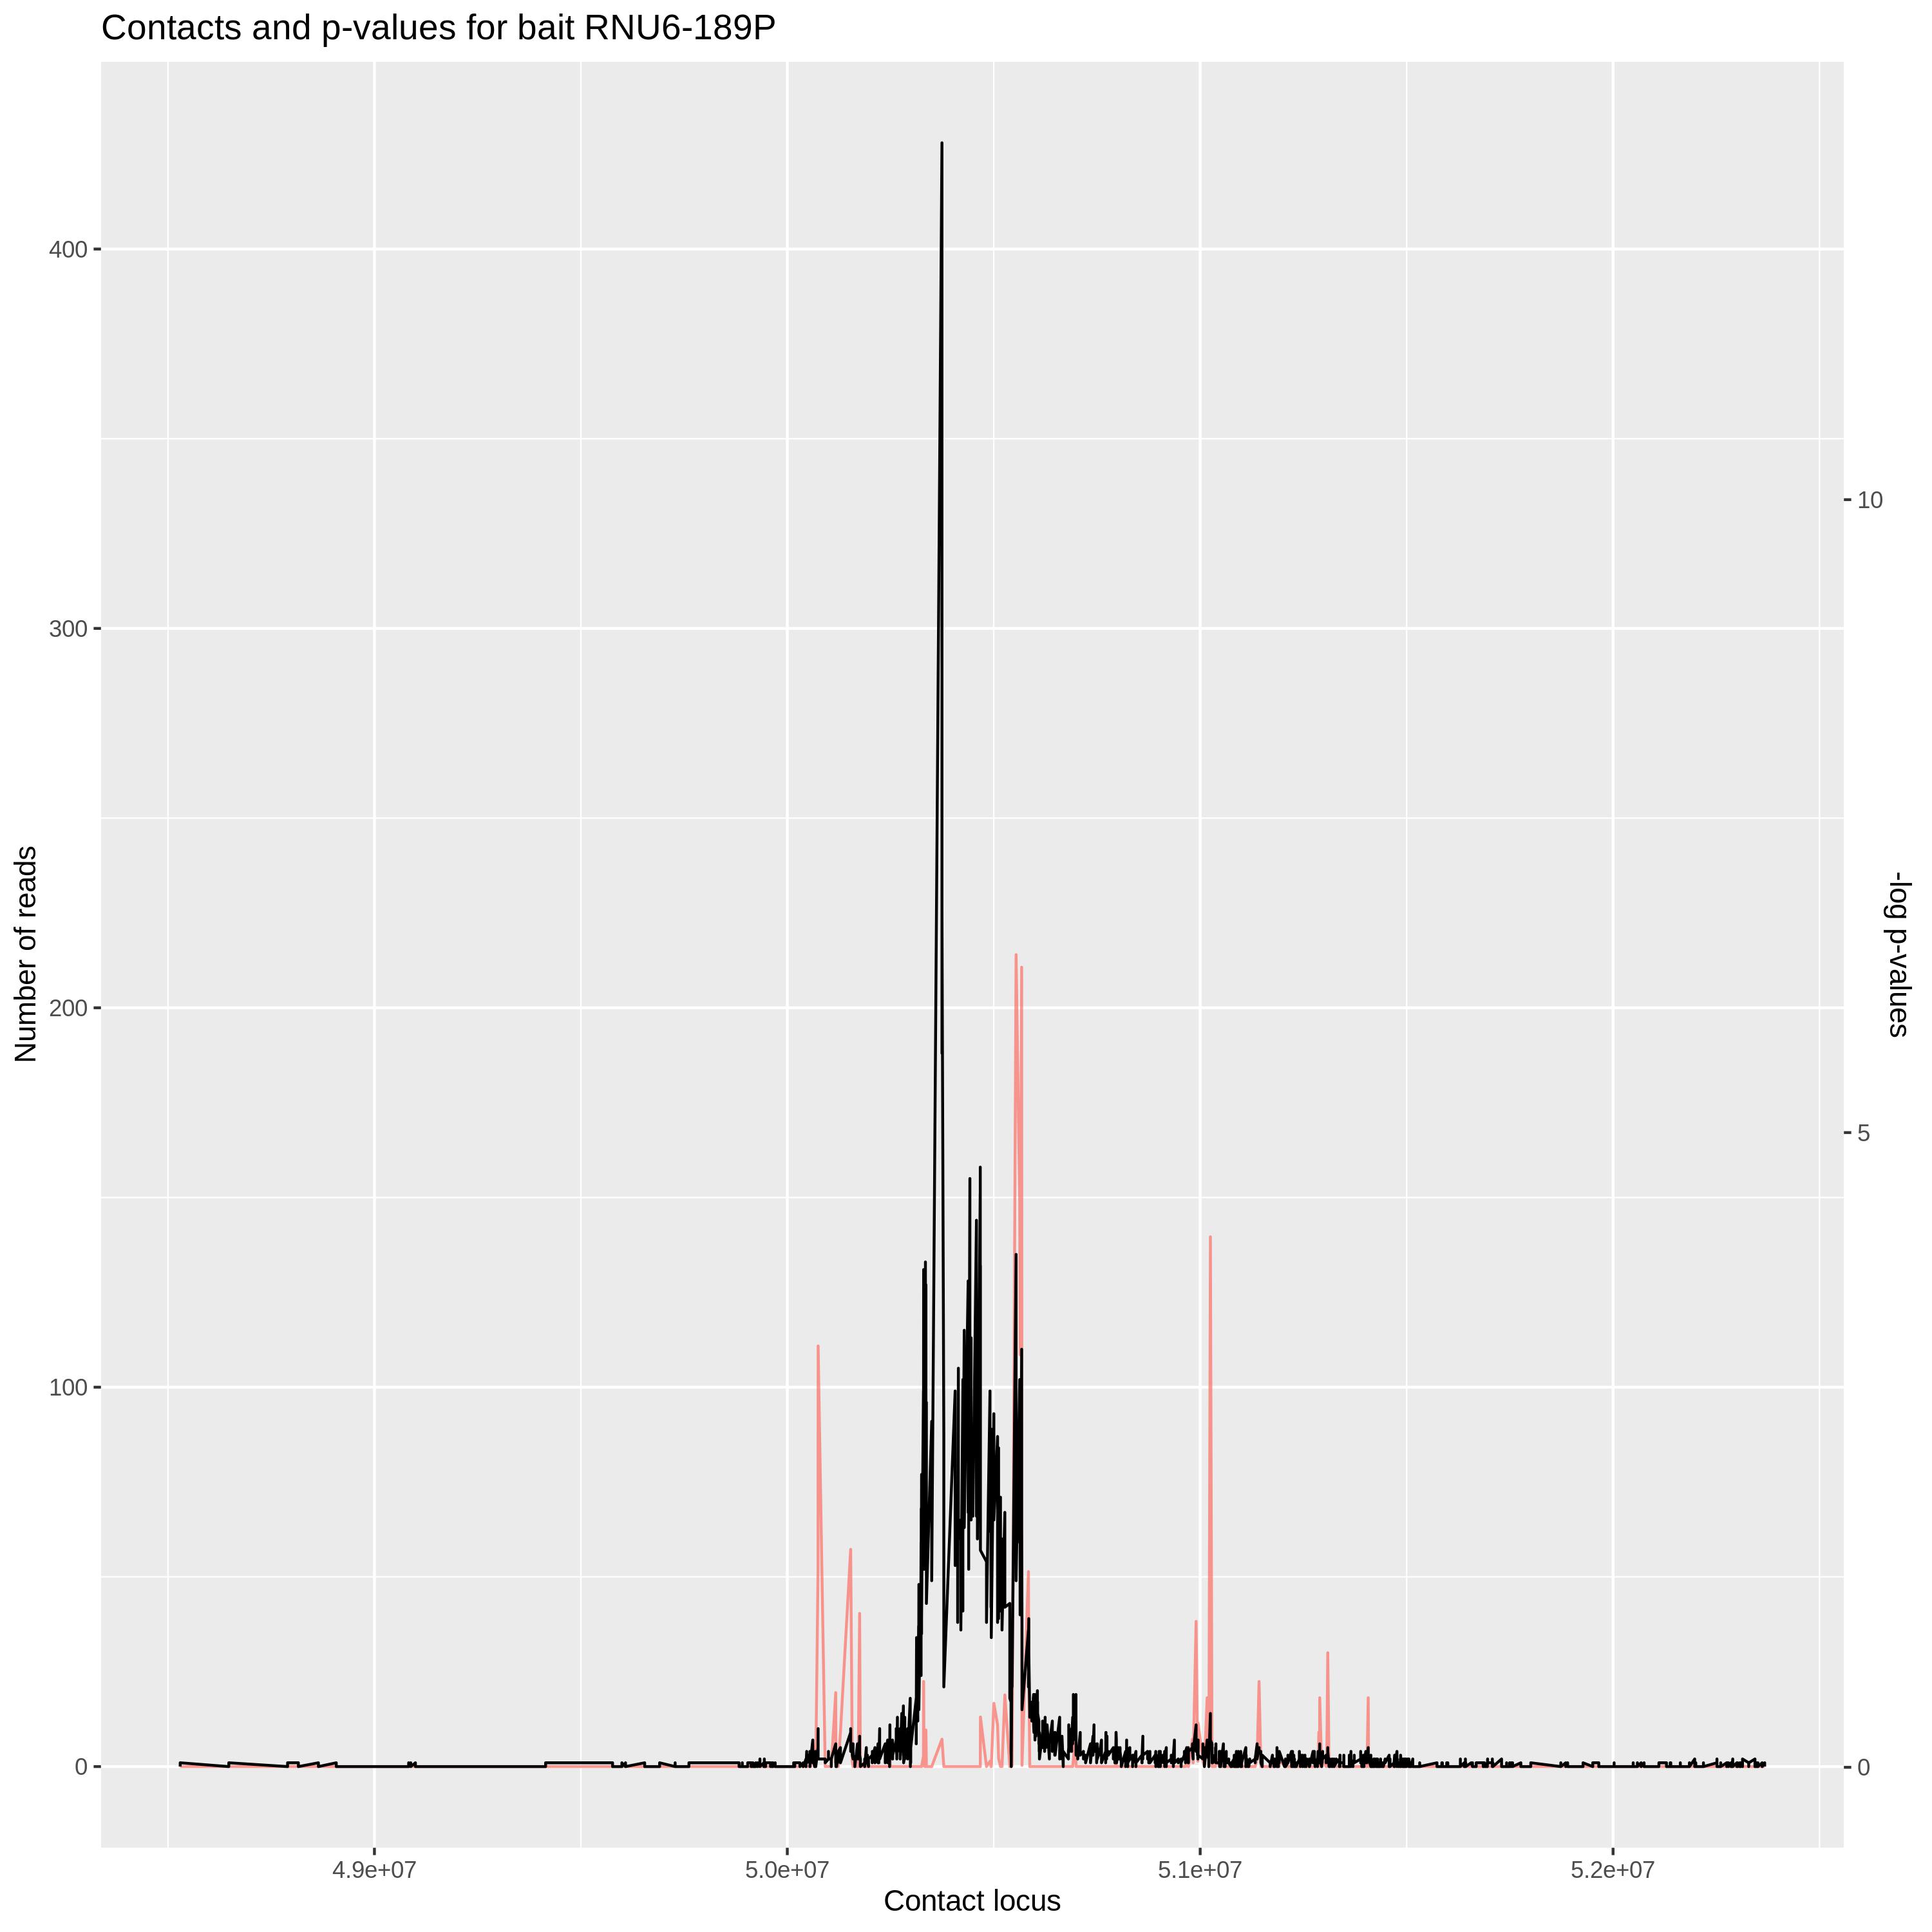 Contacts and p-values for bait RNU6-189P
400
300
200
100
0
Number of reads
10
5
0
-log p-values
4.9e+07
5.0e+07
5.1e+07
5.2e+07
Contact locus